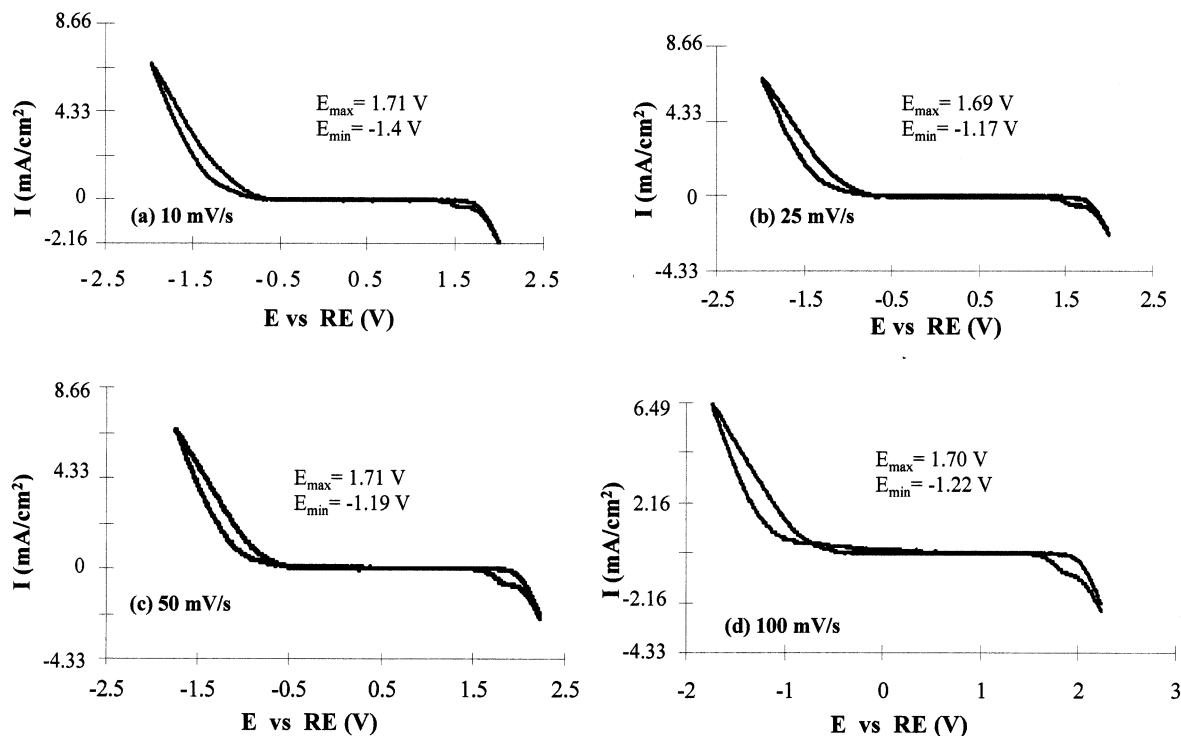 8.66
4.33
0
-2.16
I (mA/cm²)
E_max= 1.71 V
E_min= -1.4 V
(a) 10 mV/s
-2.5 -1.5 -0.5 0.5 1.5 2.5
E vs RE (V)
8.66
4.33
0
-4.33
I (mA/cm²)
E_max= 1.69 V
E_min= -1.17 V
(b) 25 mV/s
-2.5 -1.5 -0.5 0.5 1.5 2.5
E vs RE (V)
8.66
4.33
0
-4.33
I (mA/cm²)
E_max= 1.71 V
E_min= -1.19 V
(c) 50 mV/s
-2.5 -1.5 -0.5 0.5 1.5 2.5
E vs RE (V)
6.49
2.16
-2.16
-4.33
I (mA/cm²)
E_max= 1.70 V
E_min= -1.22 V
(d) 100 mV/s
-2 -1 0 1 2 3
E vs RE (V)